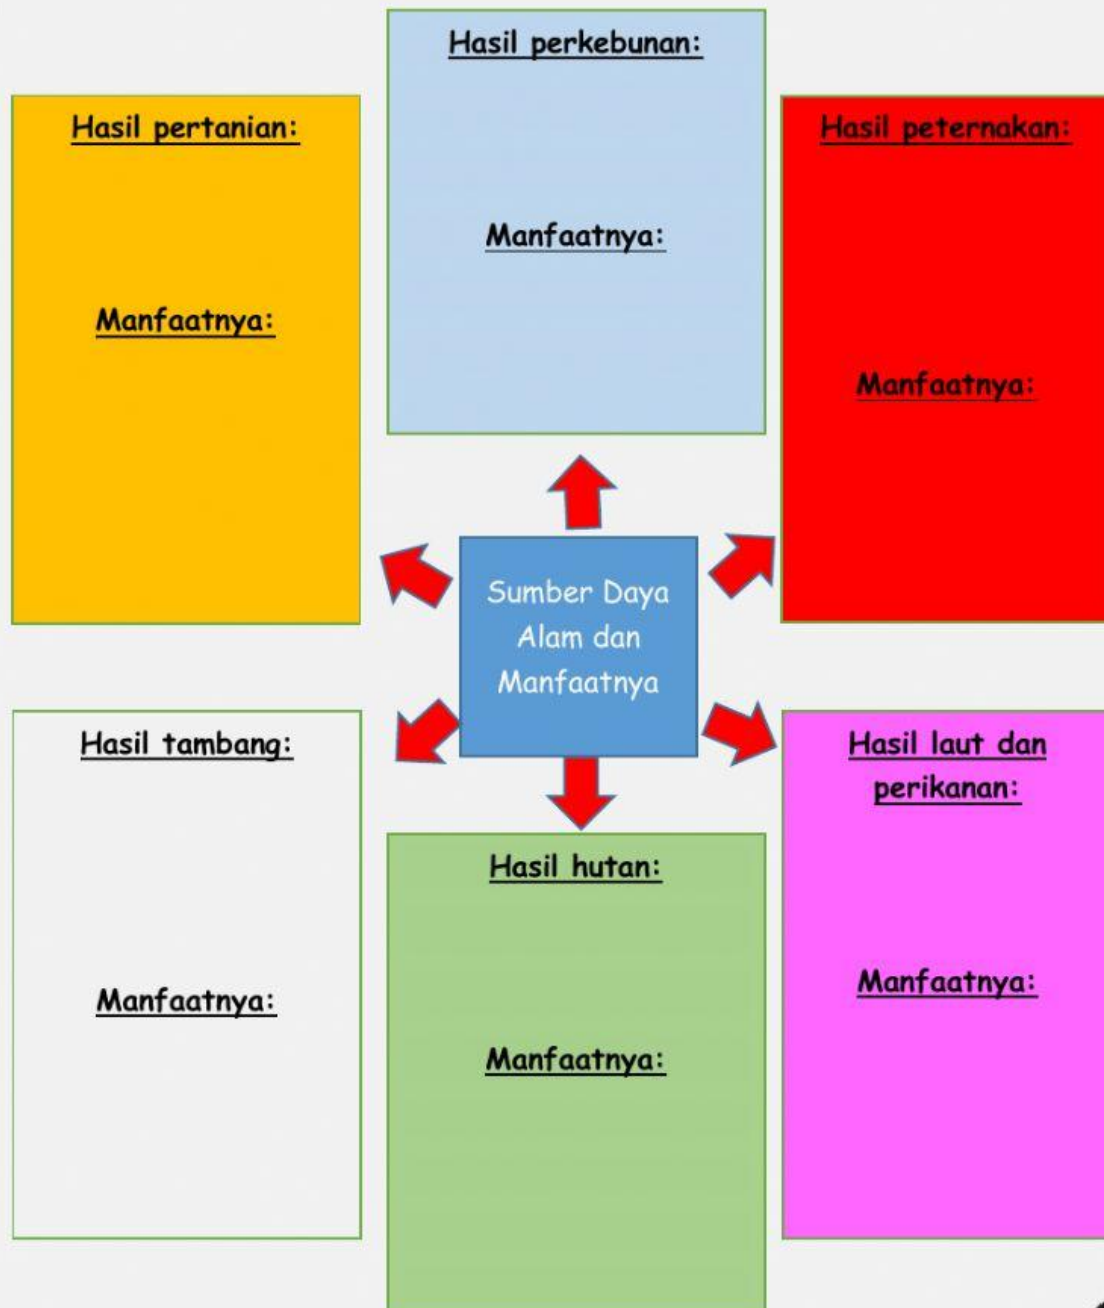 Hasil perkebunan:
Manfaatnya:
Hasil pertanian:
Manfaatnya:
Hasil peternakan:
Manfaatnya:
Sumber Daya
Alam dan
Manfaatnya
Hasil tambang:
Manfaatnya:
Hasil hutan:
Manfaatnya:
Hasil laut dan
perikanan:
Manfaatnya: